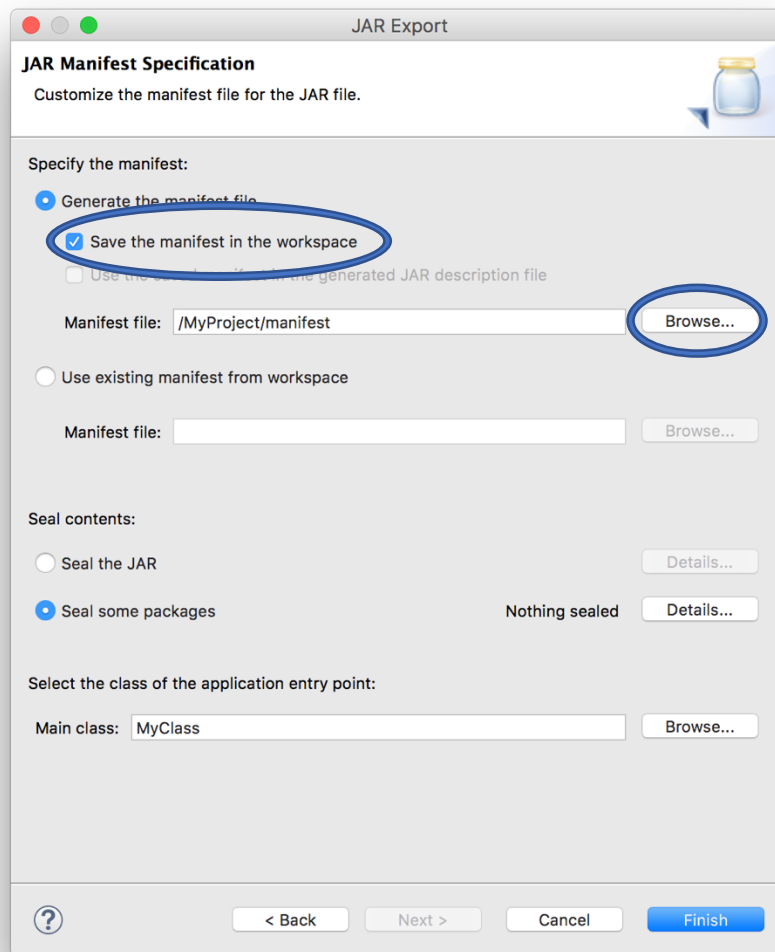 JAR Export
JAR Manifest Specification
Customize the manifest file for the JAR file.
Specify the manifest:
Generate the manifest file
Save the manifest in the workspace
Use the saved manifest in the generated JAR description file
Manifest file: /MyProject/manifest Browse...
Use existing manifest from workspace
Manifest file: Browse...
Seal contents:
Seal the JAR Details...
Seal some packages Nothing sealed Details...
Select the class of the application entry point:
Main class: MyClass Browse...
? < Back Next > Cancel Finish